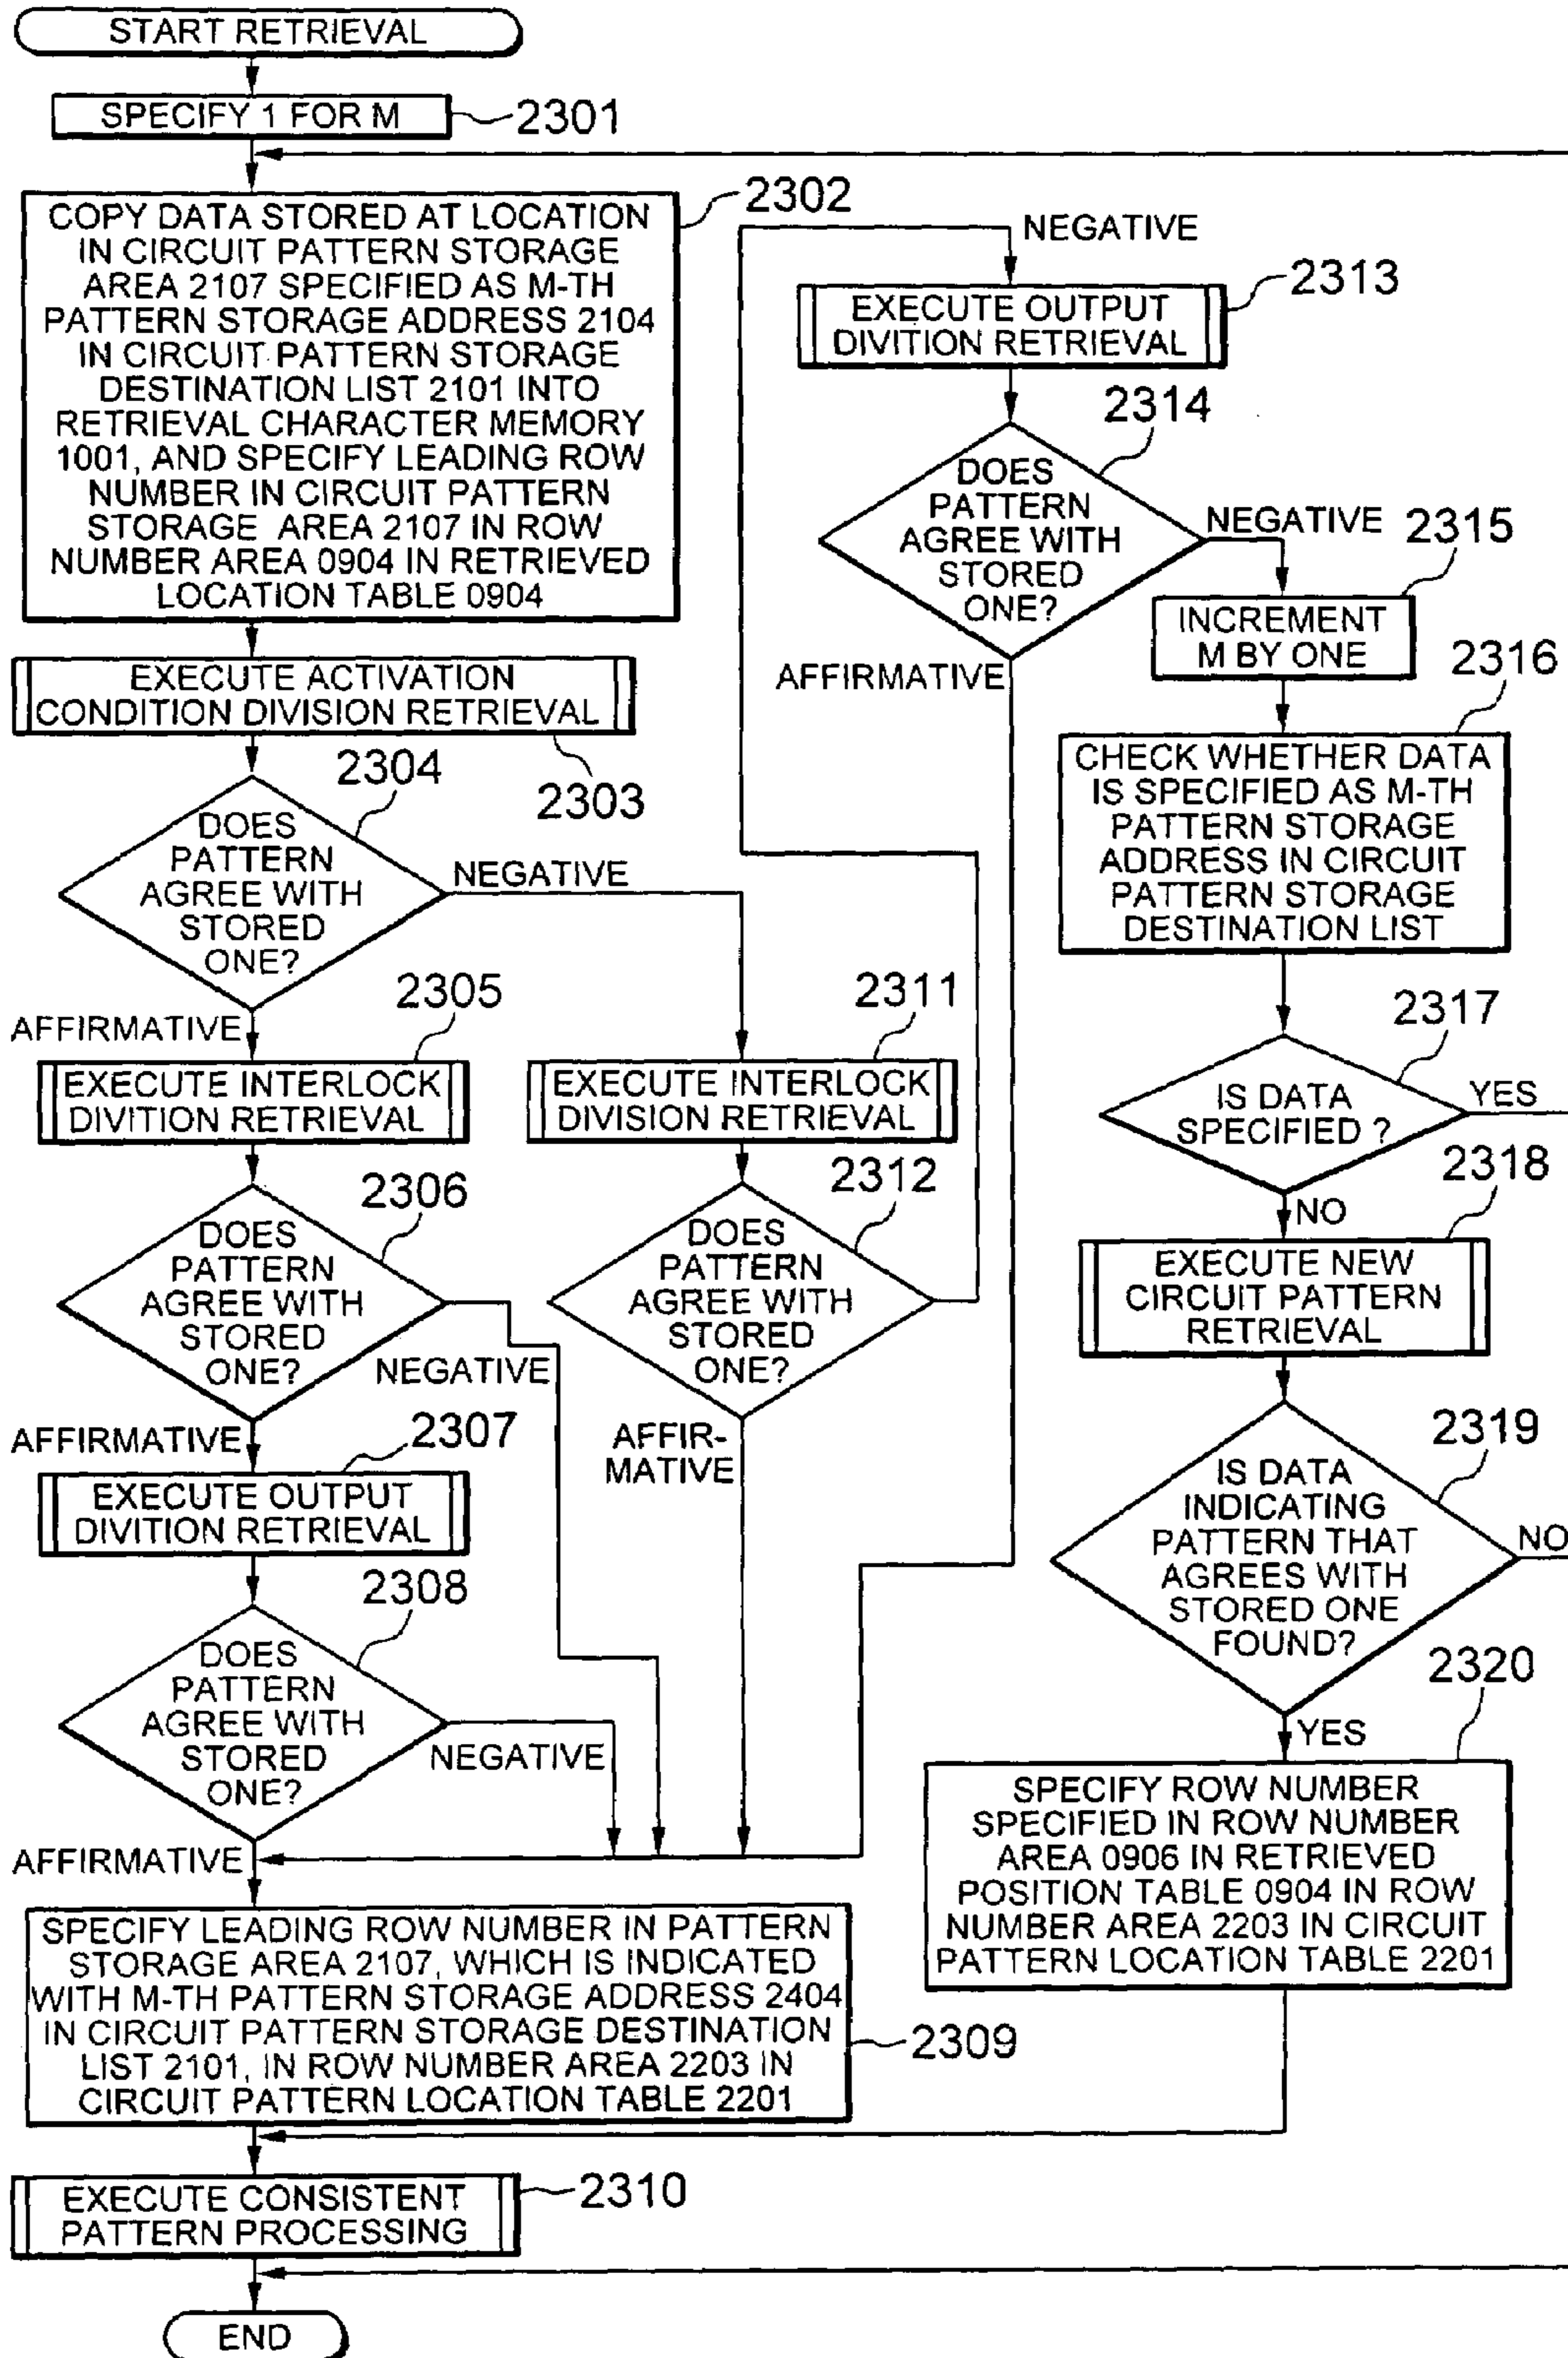 START RETRIEVAL
SPECIFY 1 FOR M
2301
COPY DATA STORED AT LOCATION
IN CIRCUIT PATTERN STORAGE
AREA 2107 SPECIFIED AS M-TH
PATTERN STORAGE ADDRESS 2104
IN CIRCUIT PATTERN STORAGE
DESTINATION LIST 2101 INTO
RETRIEVAL CHARACTER MEMORY
1001, AND SPECIFY LEADING ROW
NUMBER IN CIRCUIT PATTERN
STORAGE AREA 2107 IN ROW
NUMBER AREA 0904 IN RETRIEVED
LOCATION TABLE 0904
2302
EXECUTE ACTIVATION
CONDITION DIVISION RETRIEVAL
2303
2304
DOES
PATTERN
AGREE WITH
STORED
ONE?
NEGATIVE
AFFIRMATIVE
2305
EXECUTE INTERLOCK
DIVITION RETRIEVAL
2306
DOES
PATTERN
AGREE WITH
STORED
ONE?
NEGATIVE
AFFIRMATIVE
2307
EXECUTE OUTPUT
DIVITION RETRIEVAL
2308
DOES
PATTERN
AGREE WITH
STORED
ONE?
NEGATIVE
AFFIRMATIVE
SPECIFY LEADING ROW NUMBER IN PATTERN
STORAGE AREA 2107, WHICH IS INDICATED
WITH M-TH PATTERN STORAGE ADDRESS 2404
IN CIRCUIT PATTERN STORAGE DESTINATION
LIST 2101, IN ROW NUMBER AREA 2203 IN
CIRCUIT PATTERN LOCATION TABLE 2201
2309
EXECUTE CONSISTENT
PATTERN PROCESSING
2310
END
2311
EXECUTE INTERLOCK
DIVISION RETRIEVAL
2312
DOES
PATTERN
AGREE WITH
STORED
ONE?
AFFIR-
MATIVE
NEGATIVE
2313
EXECUTE OUTPUT
DIVITION RETRIEVAL
2314
DOES
PATTERN
AGREE WITH
STORED
ONE?
NEGATIVE
AFFIRMATIVE
2315
INCREMENT
M BY ONE
2316
CHECK WHETHER DATA
IS SPECIFIED AS M-TH
PATTERN STORAGE
ADDRESS IN CIRCUIT
PATTERN STORAGE
DESTINATION LIST
2317
IS DATA
SPECIFIED ?
YES
NO
2318
EXECUTE NEW
CIRCUIT PATTERN
RETRIEVAL
2319
IS DATA
INDICATING
PATTERN THAT
AGREES WITH
STORED ONE
FOUND?
NO
YES
2320
SPECIFY ROW NUMBER
SPECIFIED IN ROW NUMBER
AREA 0906 IN RETRIEVED
POSITION TABLE 0904 IN ROW
NUMBER AREA 2203 IN CIRCUIT
PATTERN LOCATION TABLE 2201